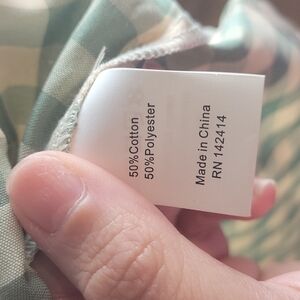 50%Cotton
50%Polyester
Made in China
RN 142414